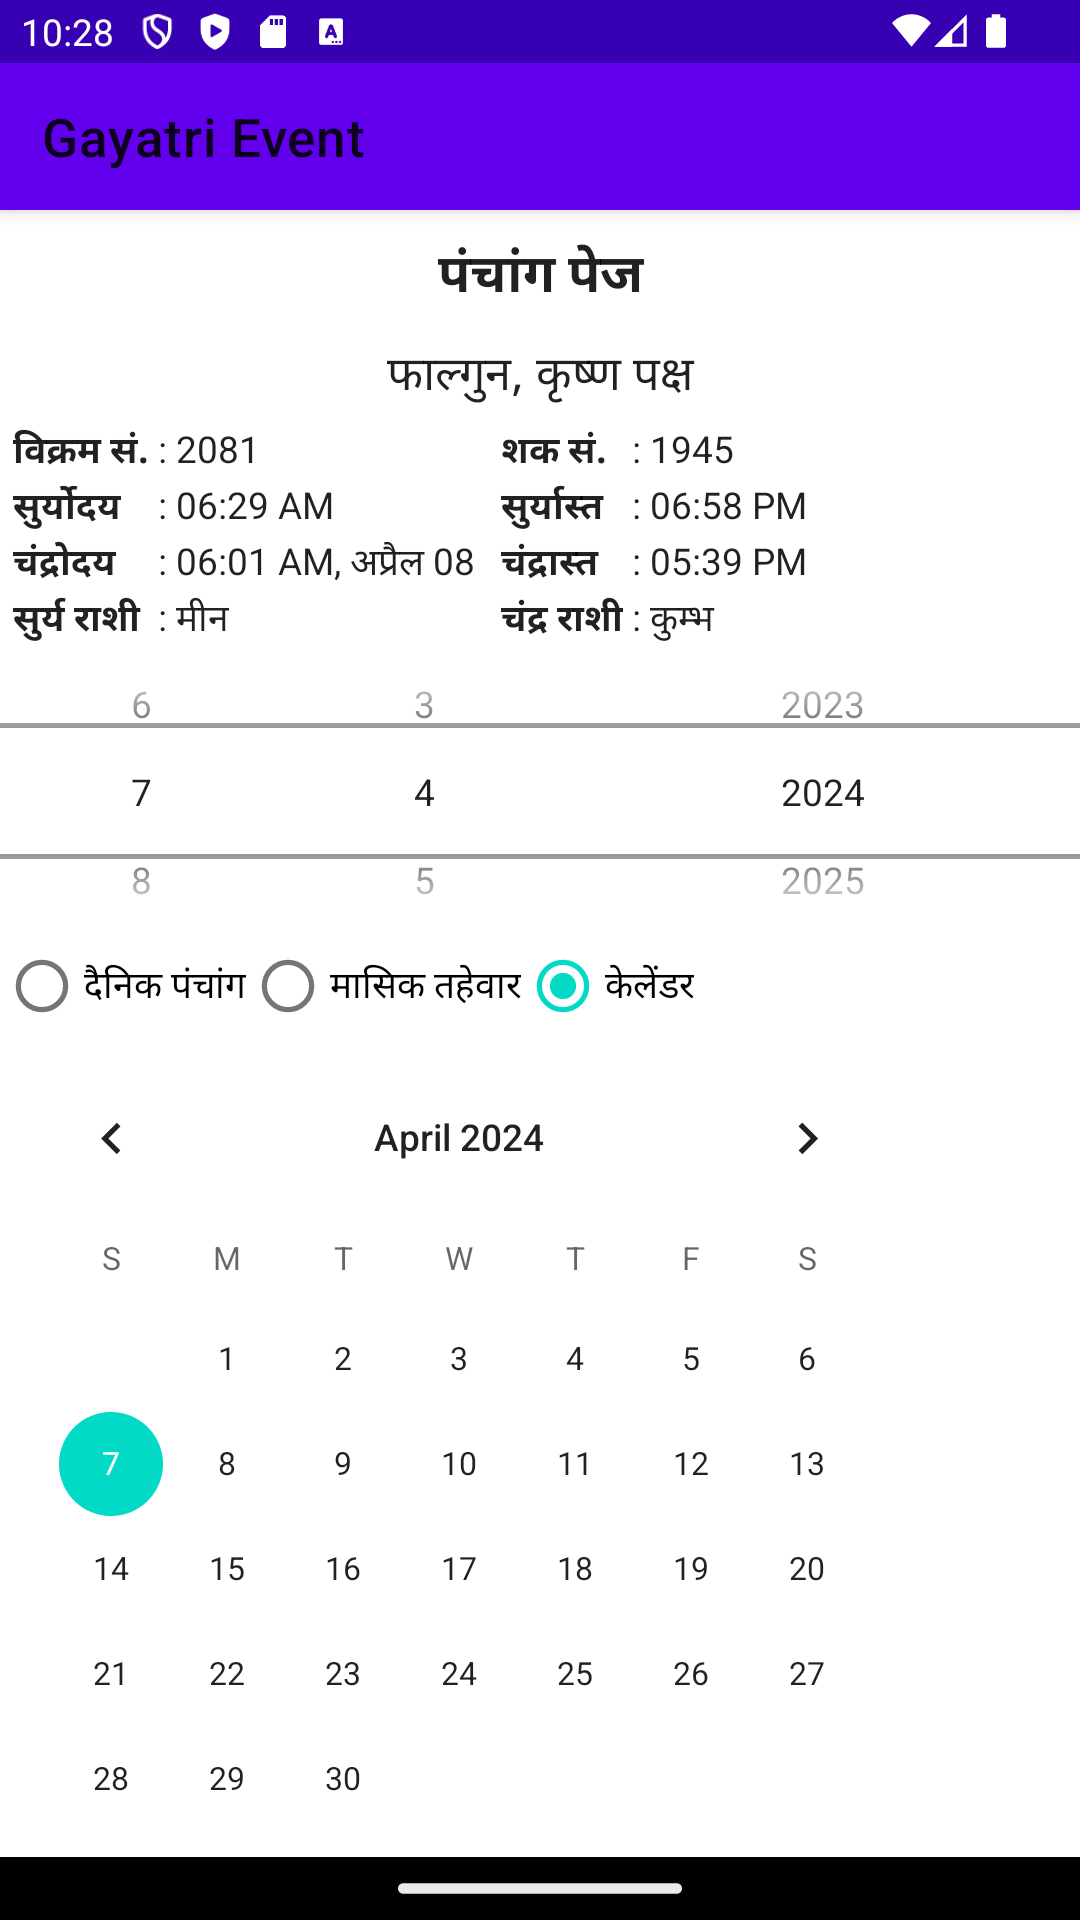 10:28
Gayatri Event
पंचांग पेज
फाल्गुन, कृष्ण पक्ष
विक्रम सं. : 2081 शक सं. : 1945
सुर्योदय : 06:29 AM सुर्यास्त : 06:58 PM
चंद्रोदय : 06:01 AM, अप्रैल 08 चंद्रास्त : 05:39 PM
सुर्य राशी : मीन चंद्र राशी : कुम्भ
6 3 2023
7 4 2024
8 5 2025
दैनिक पंचांग मासिक तहेवार केलेंडर
April 2024
S M T W T F S
1 2 3 4 5 6
7 8 9 10 11 12 13
14 15 16 17 18 19 20
21 22 23 24 25 26 27
28 29 30